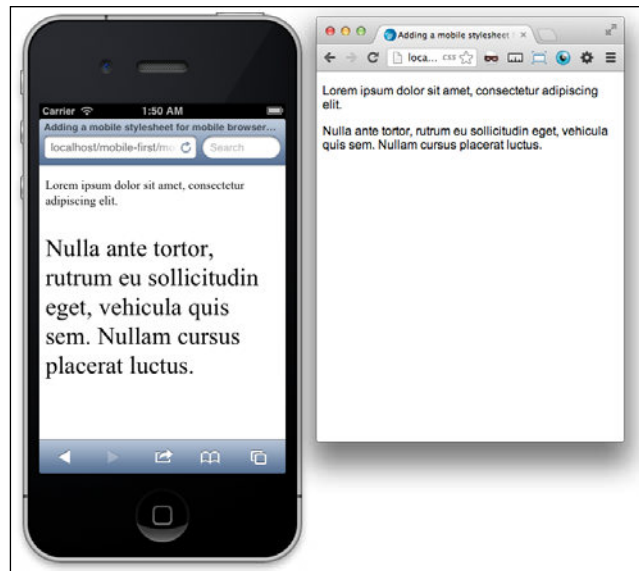 Carrier 1:50 AM
Adding a mobile stylesheet for mobile browser...
localhost/mobile-first/mo
Search
Lorem ipsum dolor sit amet, consectetur
adipiscing elit.
Nulla ante tortor,
rutrum eu sollicitudin
eget, vehicula quis
sem. Nullam cursus
placerat luctus.
Adding a mobile stylesheet f
loca... css
Lorem ipsum dolor sit amet, consectetur adipiscing
elit.
Nulla ante tortor, rutrum eu sollicitudin eget, vehicula
quis sem. Nullam cursus placerat luctus.